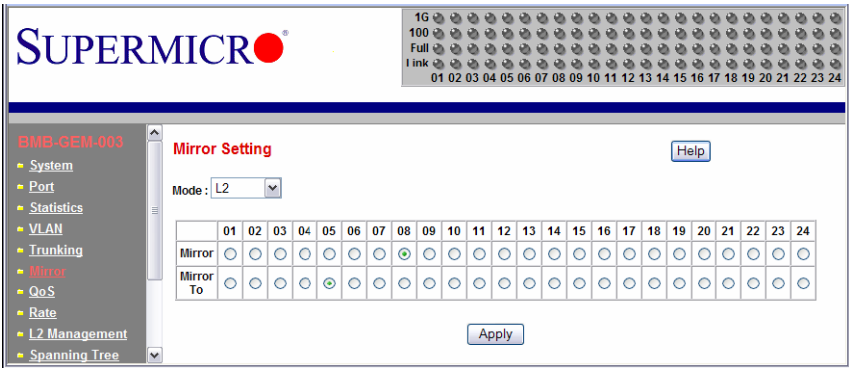 SUPERMICR
®
1G
100
Full
Link
01 02 03 04 05 06 07 08 09 10 11 12 13 14 15 16 17 18 19 20 21 22 23 24
BMB-GEM-003
System
Port
Statistics
VLAN
Trunking
Mirror
QoS
Rate
L2 Management
Spanning Tree
Mirror Setting
Help
Mode : L2
01 02 03 04 05 06 07 08 09 10 11 12 13 14 15 16 17 18 19 20 21 22 23 24
Mirror
Mirror
To
Apply